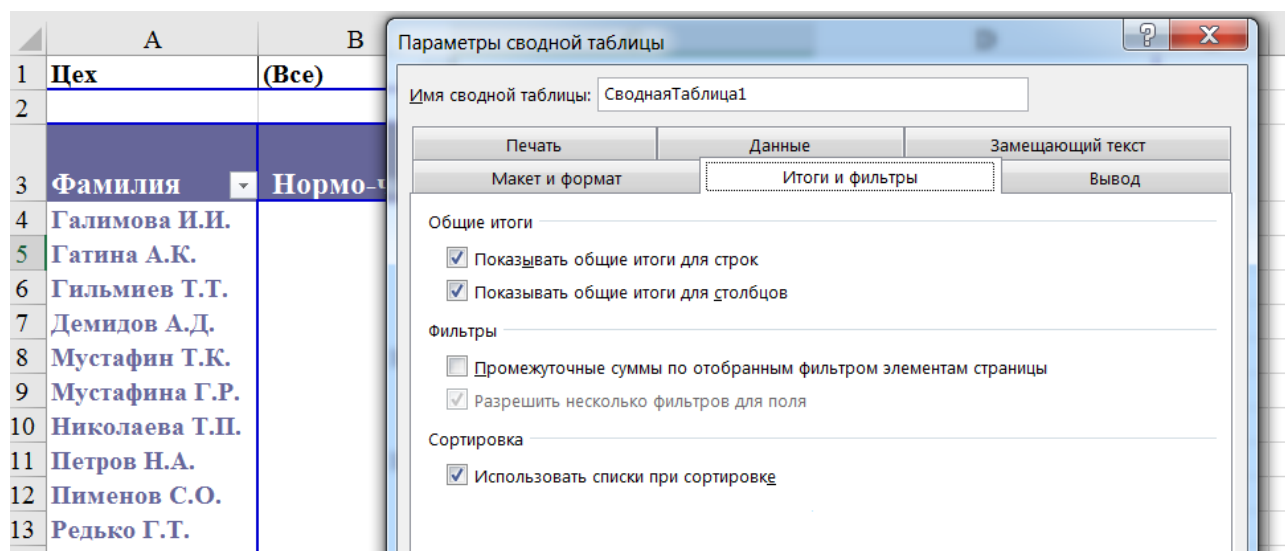 A B
Параметры сводной таблицы
1 Цех (Все)
Имя сводной таблицы: СводнаяТаблица1
2
Печать Данные Замещающий текст
Макет и формат Итоги и фильтры Вывод
3 Фамилия Нормо-ч
4 Галимова И.И.
5 Гатина А.К.
6 Гильмиев Т.Т.
7 Демидов А.Д.
8 Мустафин Т.К.
9 Мустафина Г.Р.
10 Николаева Т.П.
11 Петров Н.А.
12 Пименов С.О.
13 Редько Г.Т.
Общие итоги
Показывать общие итоги для строк
Показывать общие итоги для столбцов
Фильтры
Промежуточные суммы по отобранным фильтром элементам страницы
Разрешить несколько фильтров для поля
Сортировка
Использовать списки при сортировке